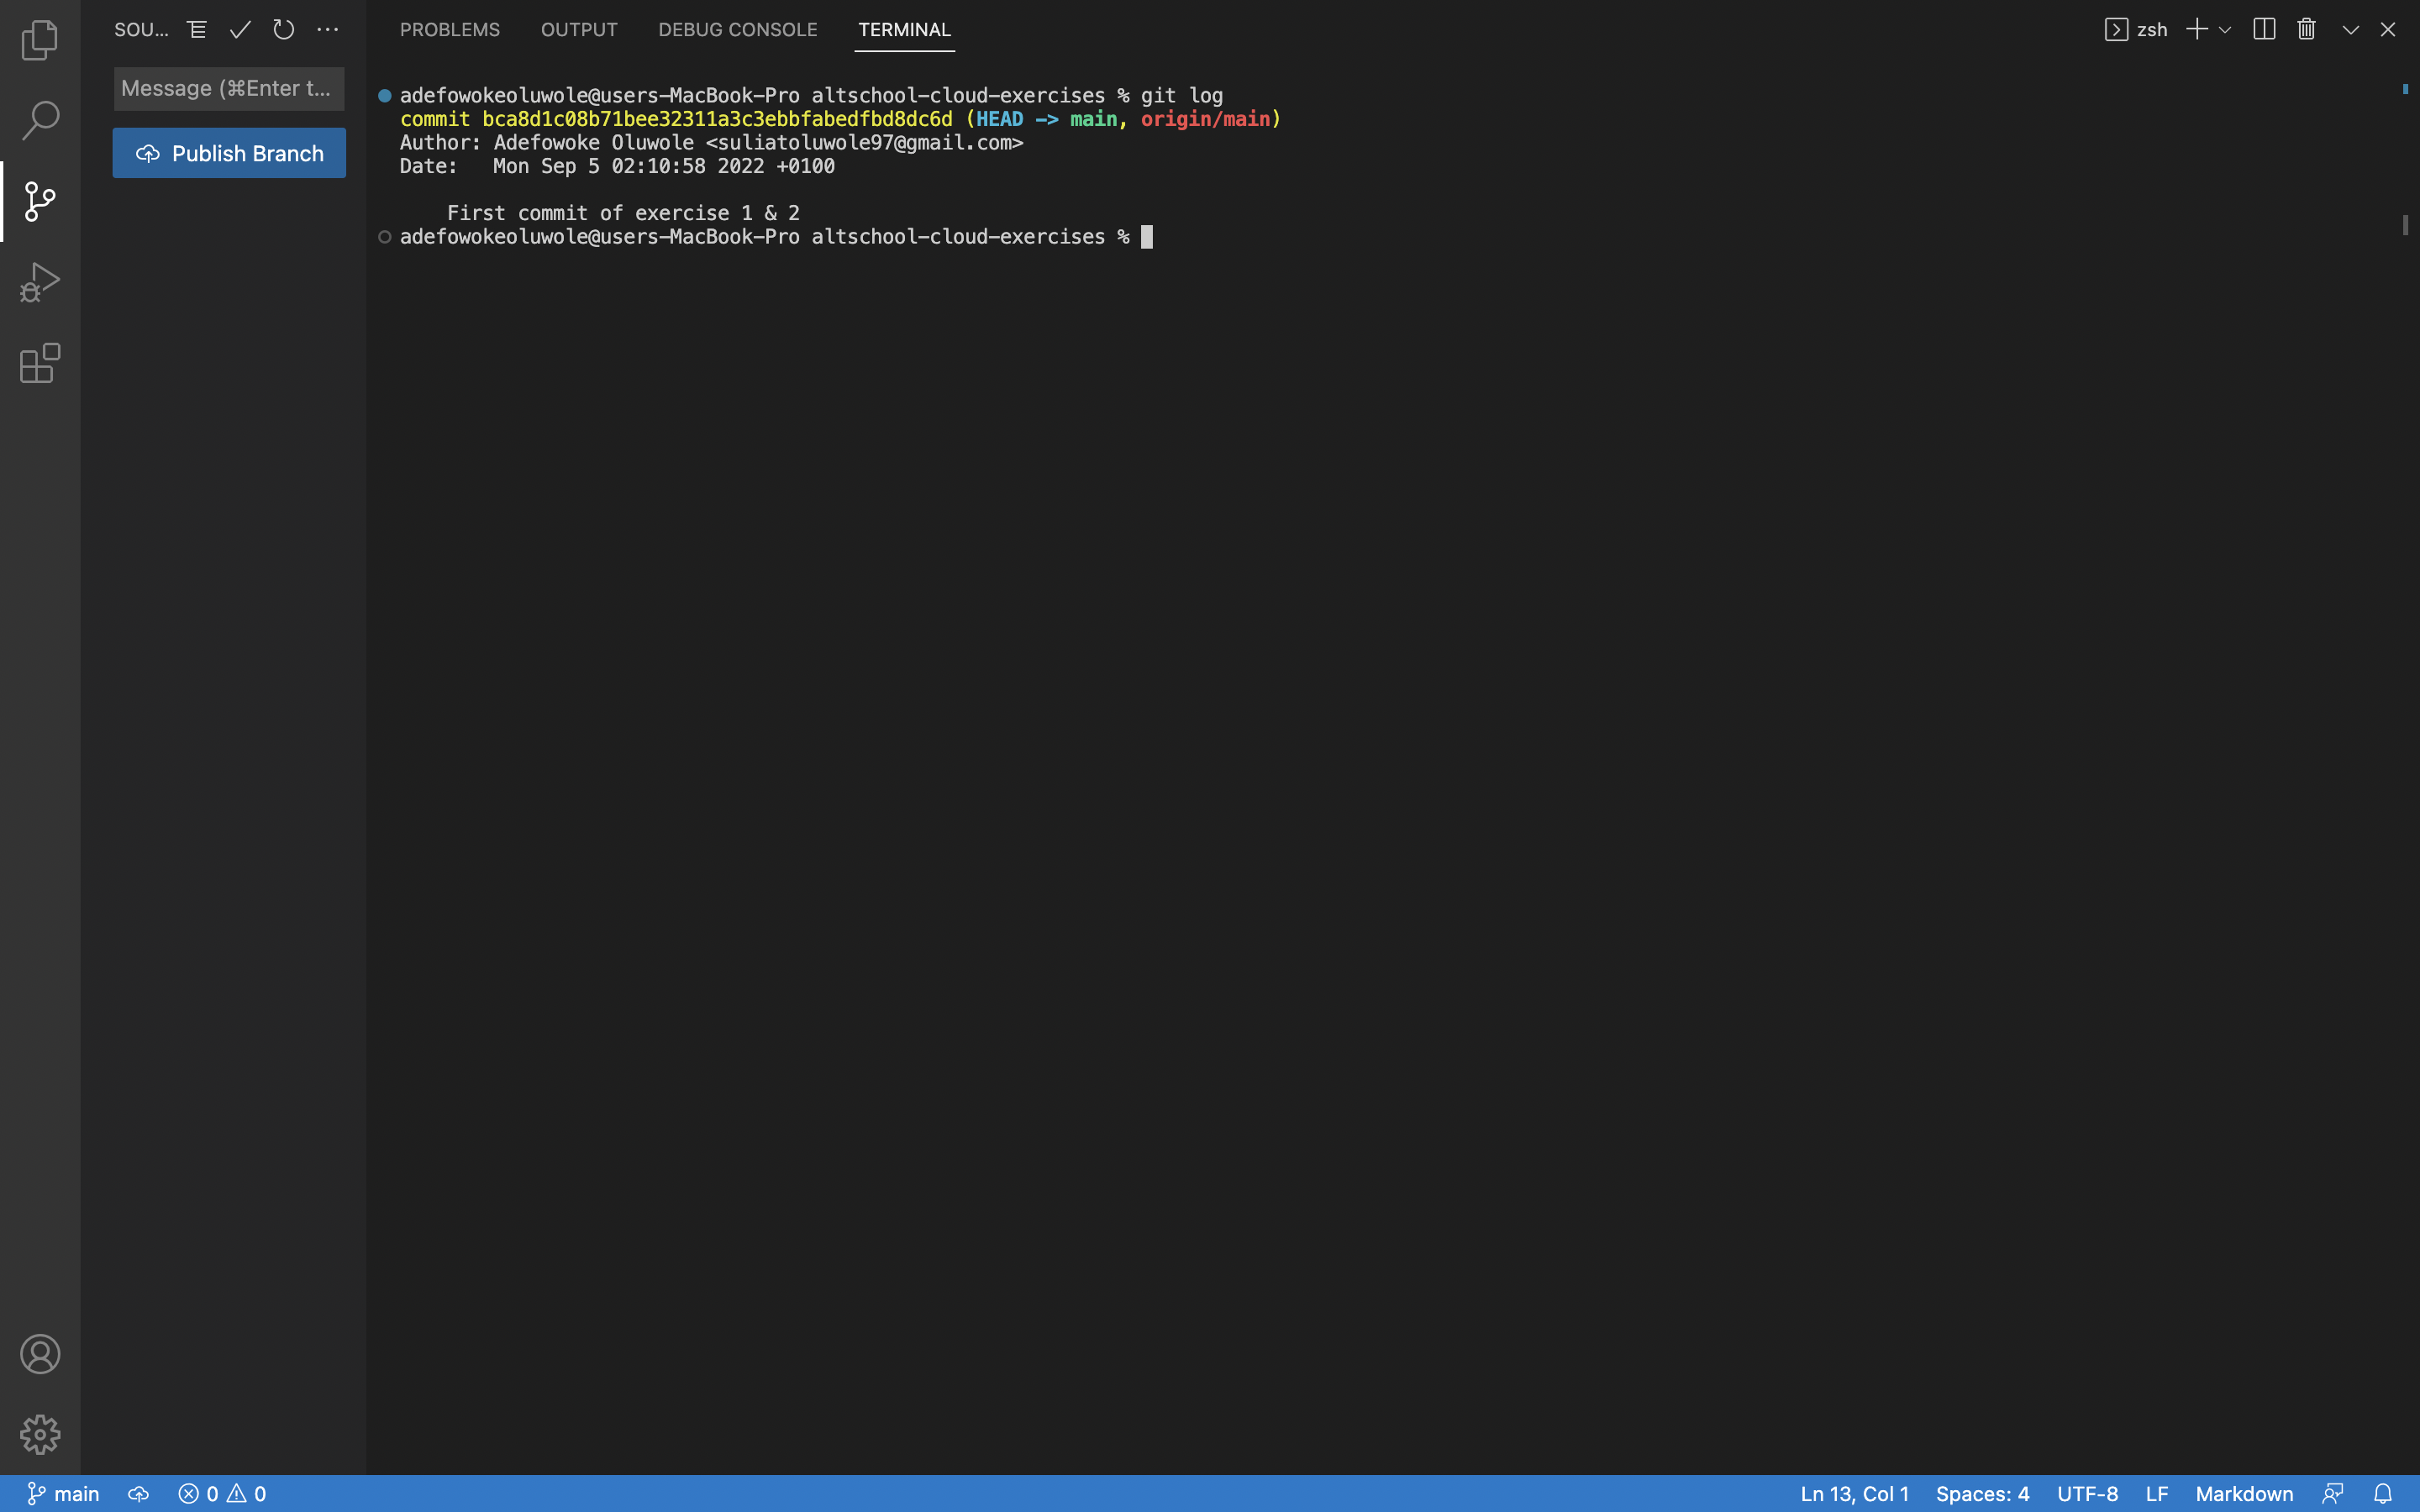 SOU...
Message (⌘Enter t...
Publish Branch
PROBLEMS OUTPUT DEBUG CONSOLE TERMINAL
zsh
adefowokeoluwole@users-MacBook-Pro altschool-cloud-exercises % git log
commit bca8d1c08b71bee32311a3c3ebbfabedfbd8dc6d (HEAD -> main, origin/main)
Author: Adefowoke Oluwole <suliatoluwole97@gmail.com>
Date:   Mon Sep 5 02:10:58 2022 +0100
First commit of exercise 1 & 2
adefowokeoluwole@users-MacBook-Pro altschool-cloud-exercises %
main 0 0 Ln 13, Col 1 Spaces: 4 UTF-8 LF Markdown